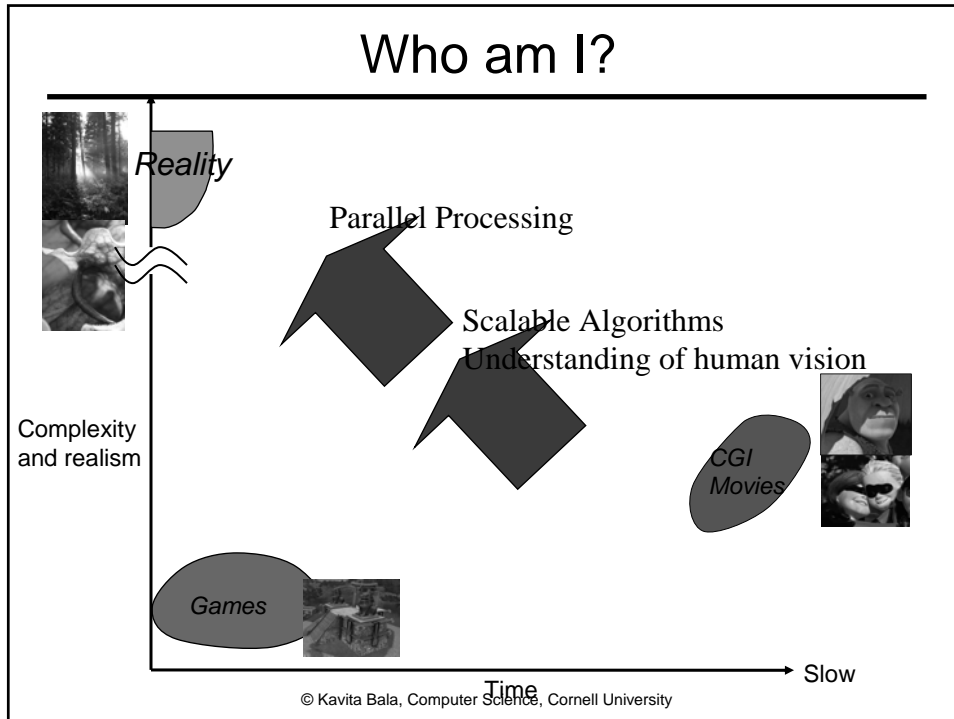 Who am I?
Reality
Parallel Processing
Scalable Algorithms
Understanding of human vision
Complexity
and realism
CGI
Movies
Games
Slow
Time
© Kavita Bala, Computer Science, Cornell University